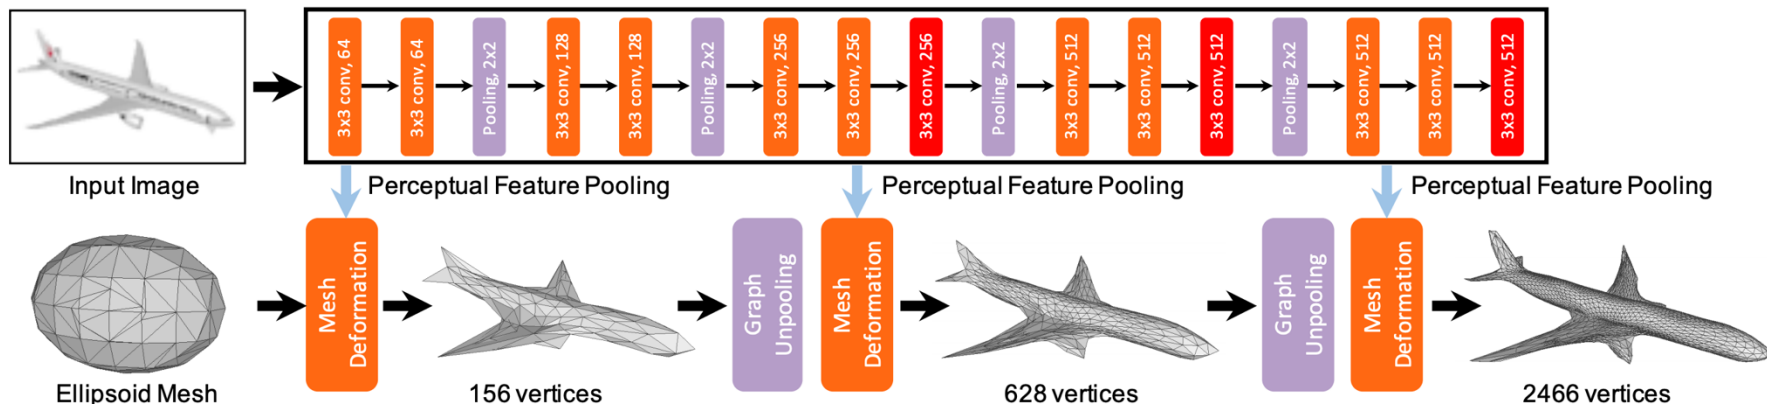 3x3 conv, 64
3x3 conv, 64
Pooling, 2x2
3x3 conv, 128
3x3 conv, 128
Pooling, 2x2
3x3 conv, 256
3x3 conv, 256
3x3 conv, 256
Pooling, 2x2
3x3 conv, 512
3x3 conv, 512
3x3 conv, 512
Pooling, 2x2
3x3 conv, 512
3x3 conv, 512
3x3 conv, 512
Input Image
Perceptual Feature Pooling
Perceptual Feature Pooling
Perceptual Feature Pooling
Mesh
Deformation
Graph
Unpooling
Mesh
Deformation
Graph
Unpooling
Mesh
Deformation
Ellipsoid Mesh
156 vertices
628 vertices
2466 vertices